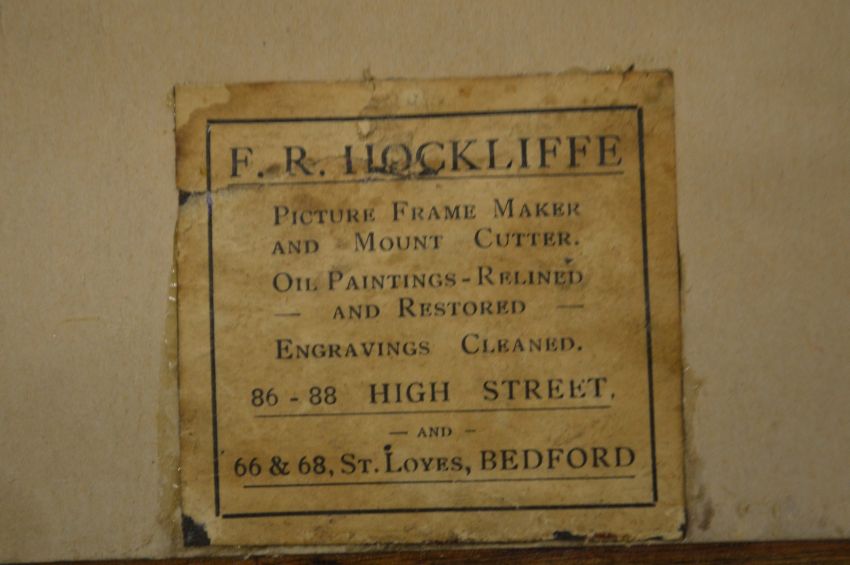 F. R. HOCKLIFFE
PICTURE FRAME MAKER
AND MOUNT CUTTER.
OIL PAINTINGS - RELINED
— AND RESTORED —
ENGRAVINGS CLEANED.
86 - 88 HIGH STREET,
— AND –
66 & 68, ST. LOYES, BEDFORD